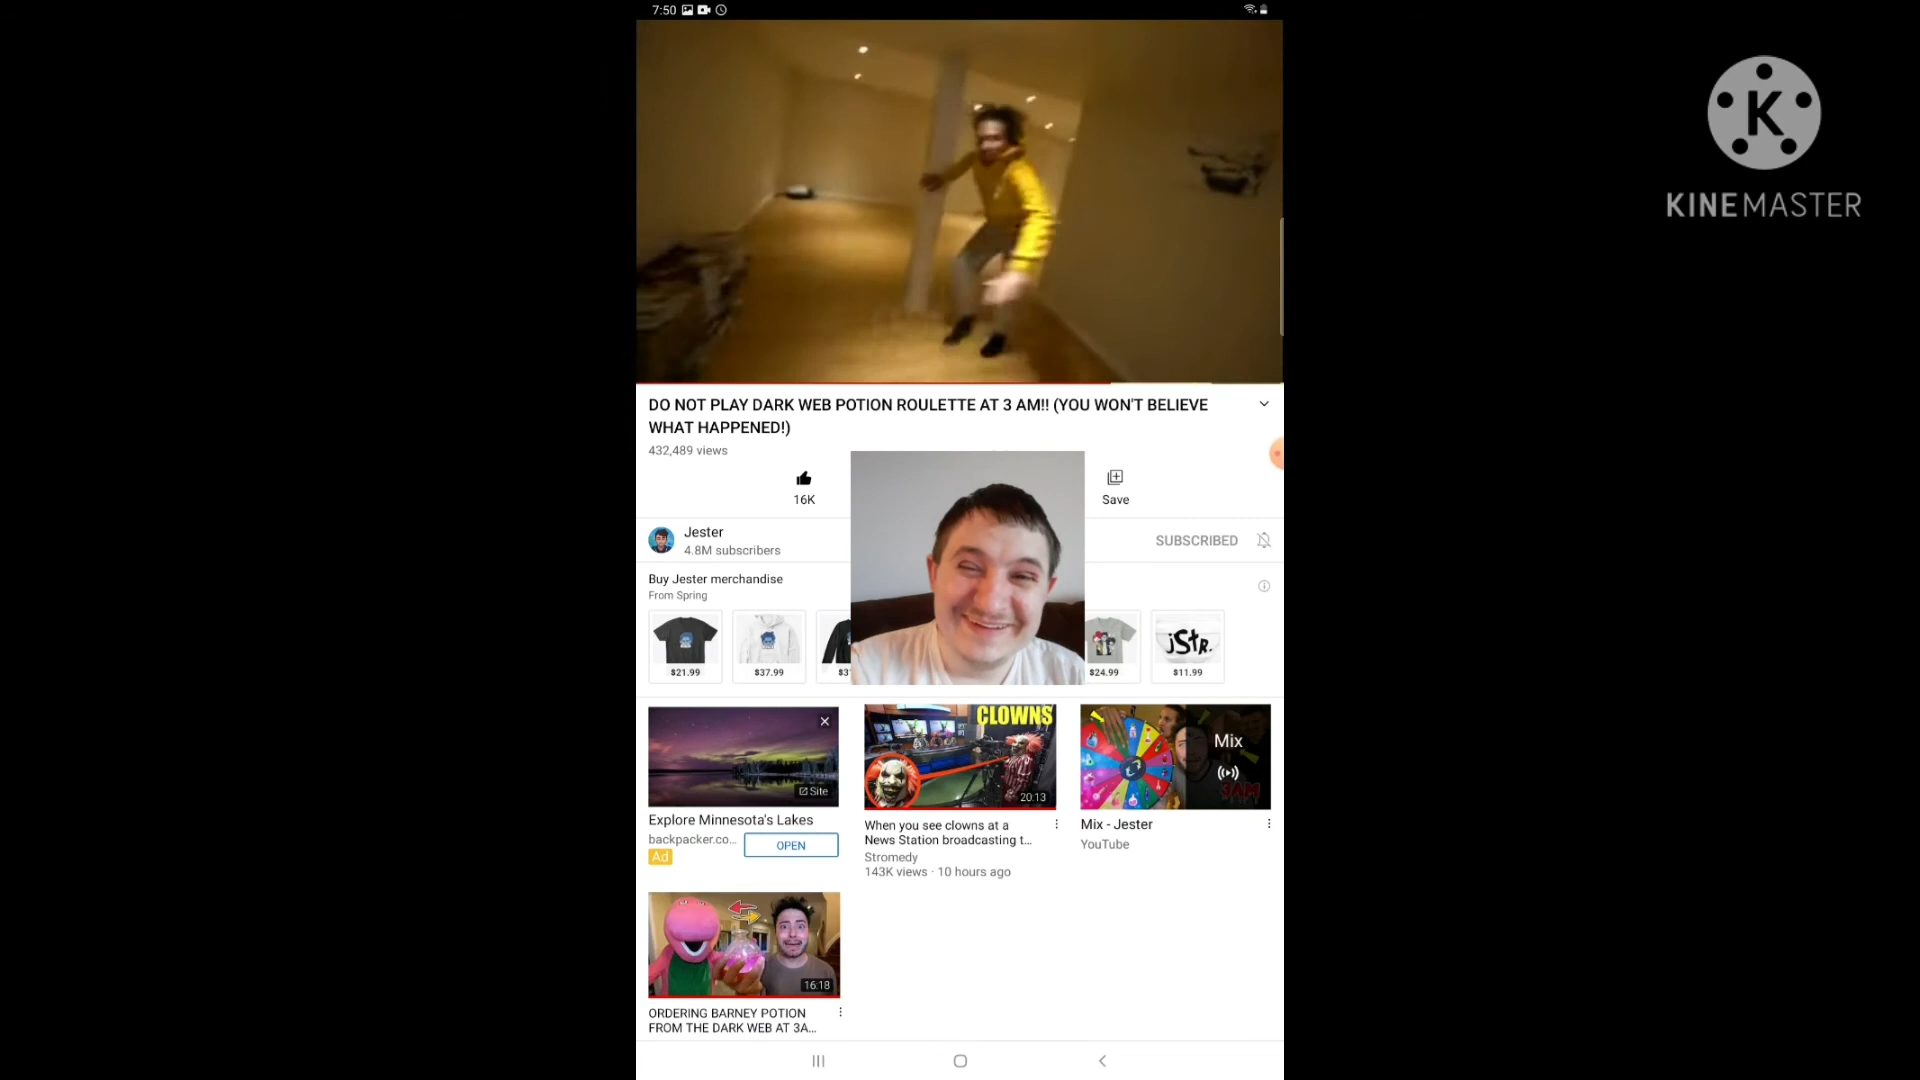 7:50
KINEMASTER
DO NOT PLAY DARK WEB POTION ROULETTE AT 3 AM!! (YOU WON'T BELIEVE
WHAT HAPPENED!)
432,489 views
16K
Save
Jester
4.8M subscribers
SUBSCRIBED
Buy Jester merchandise
From Spring
jStr.
$21.99
$37.99
$3
$24.99
$11.99
CLOWNS
20:13
Mix
3AM
Site
Explore Minnesota's Lakes
backpacker.co...
OPEN
Ad
When you see clowns at a
News Station broadcasting t...
Stromedy
143K views · 10 hours ago
Mix - Jester
YouTube
16:18
ORDERING BARNEY POTION
FROM THE DARK WEB AT 3A...